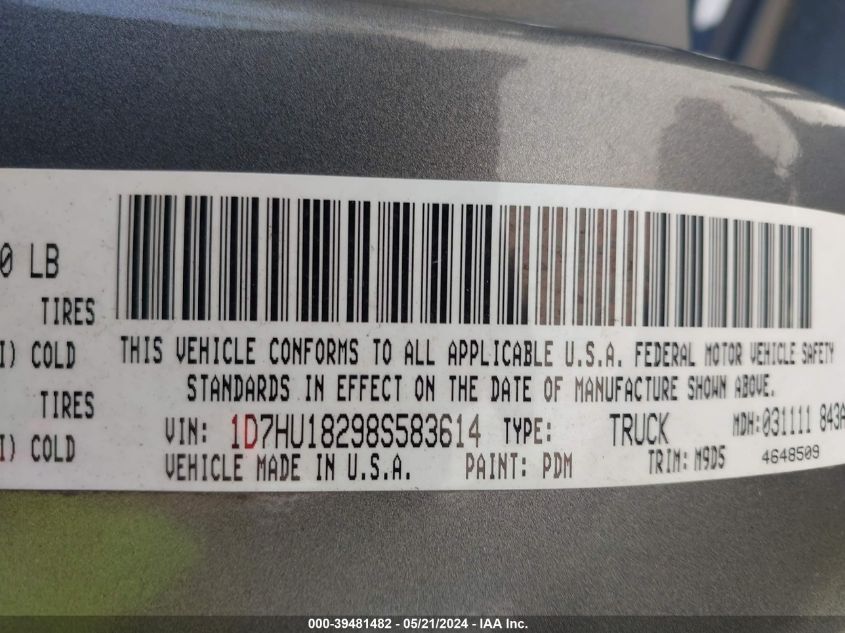 0 LB
TIRES
I) COLD
TIRES
I) COLD
THIS VEHICLE CONFORMS TO ALL APPLICABLE U.S.A. FEDERAL MOTOR VEHICLE SAFETY
STANDARDS IN EFFECT ON THE DATE OF MANUFACTURE SHOWN ABOVE.
VIN: 1D7HU18298S583614 TYPE: TRUCK MDH: 031111 843A
VEHICLE MADE IN U.S.A. PAINT: PDM TRIM: M9D5 4648509
000-39481482 - 05/21/2024 - IAA Inc.